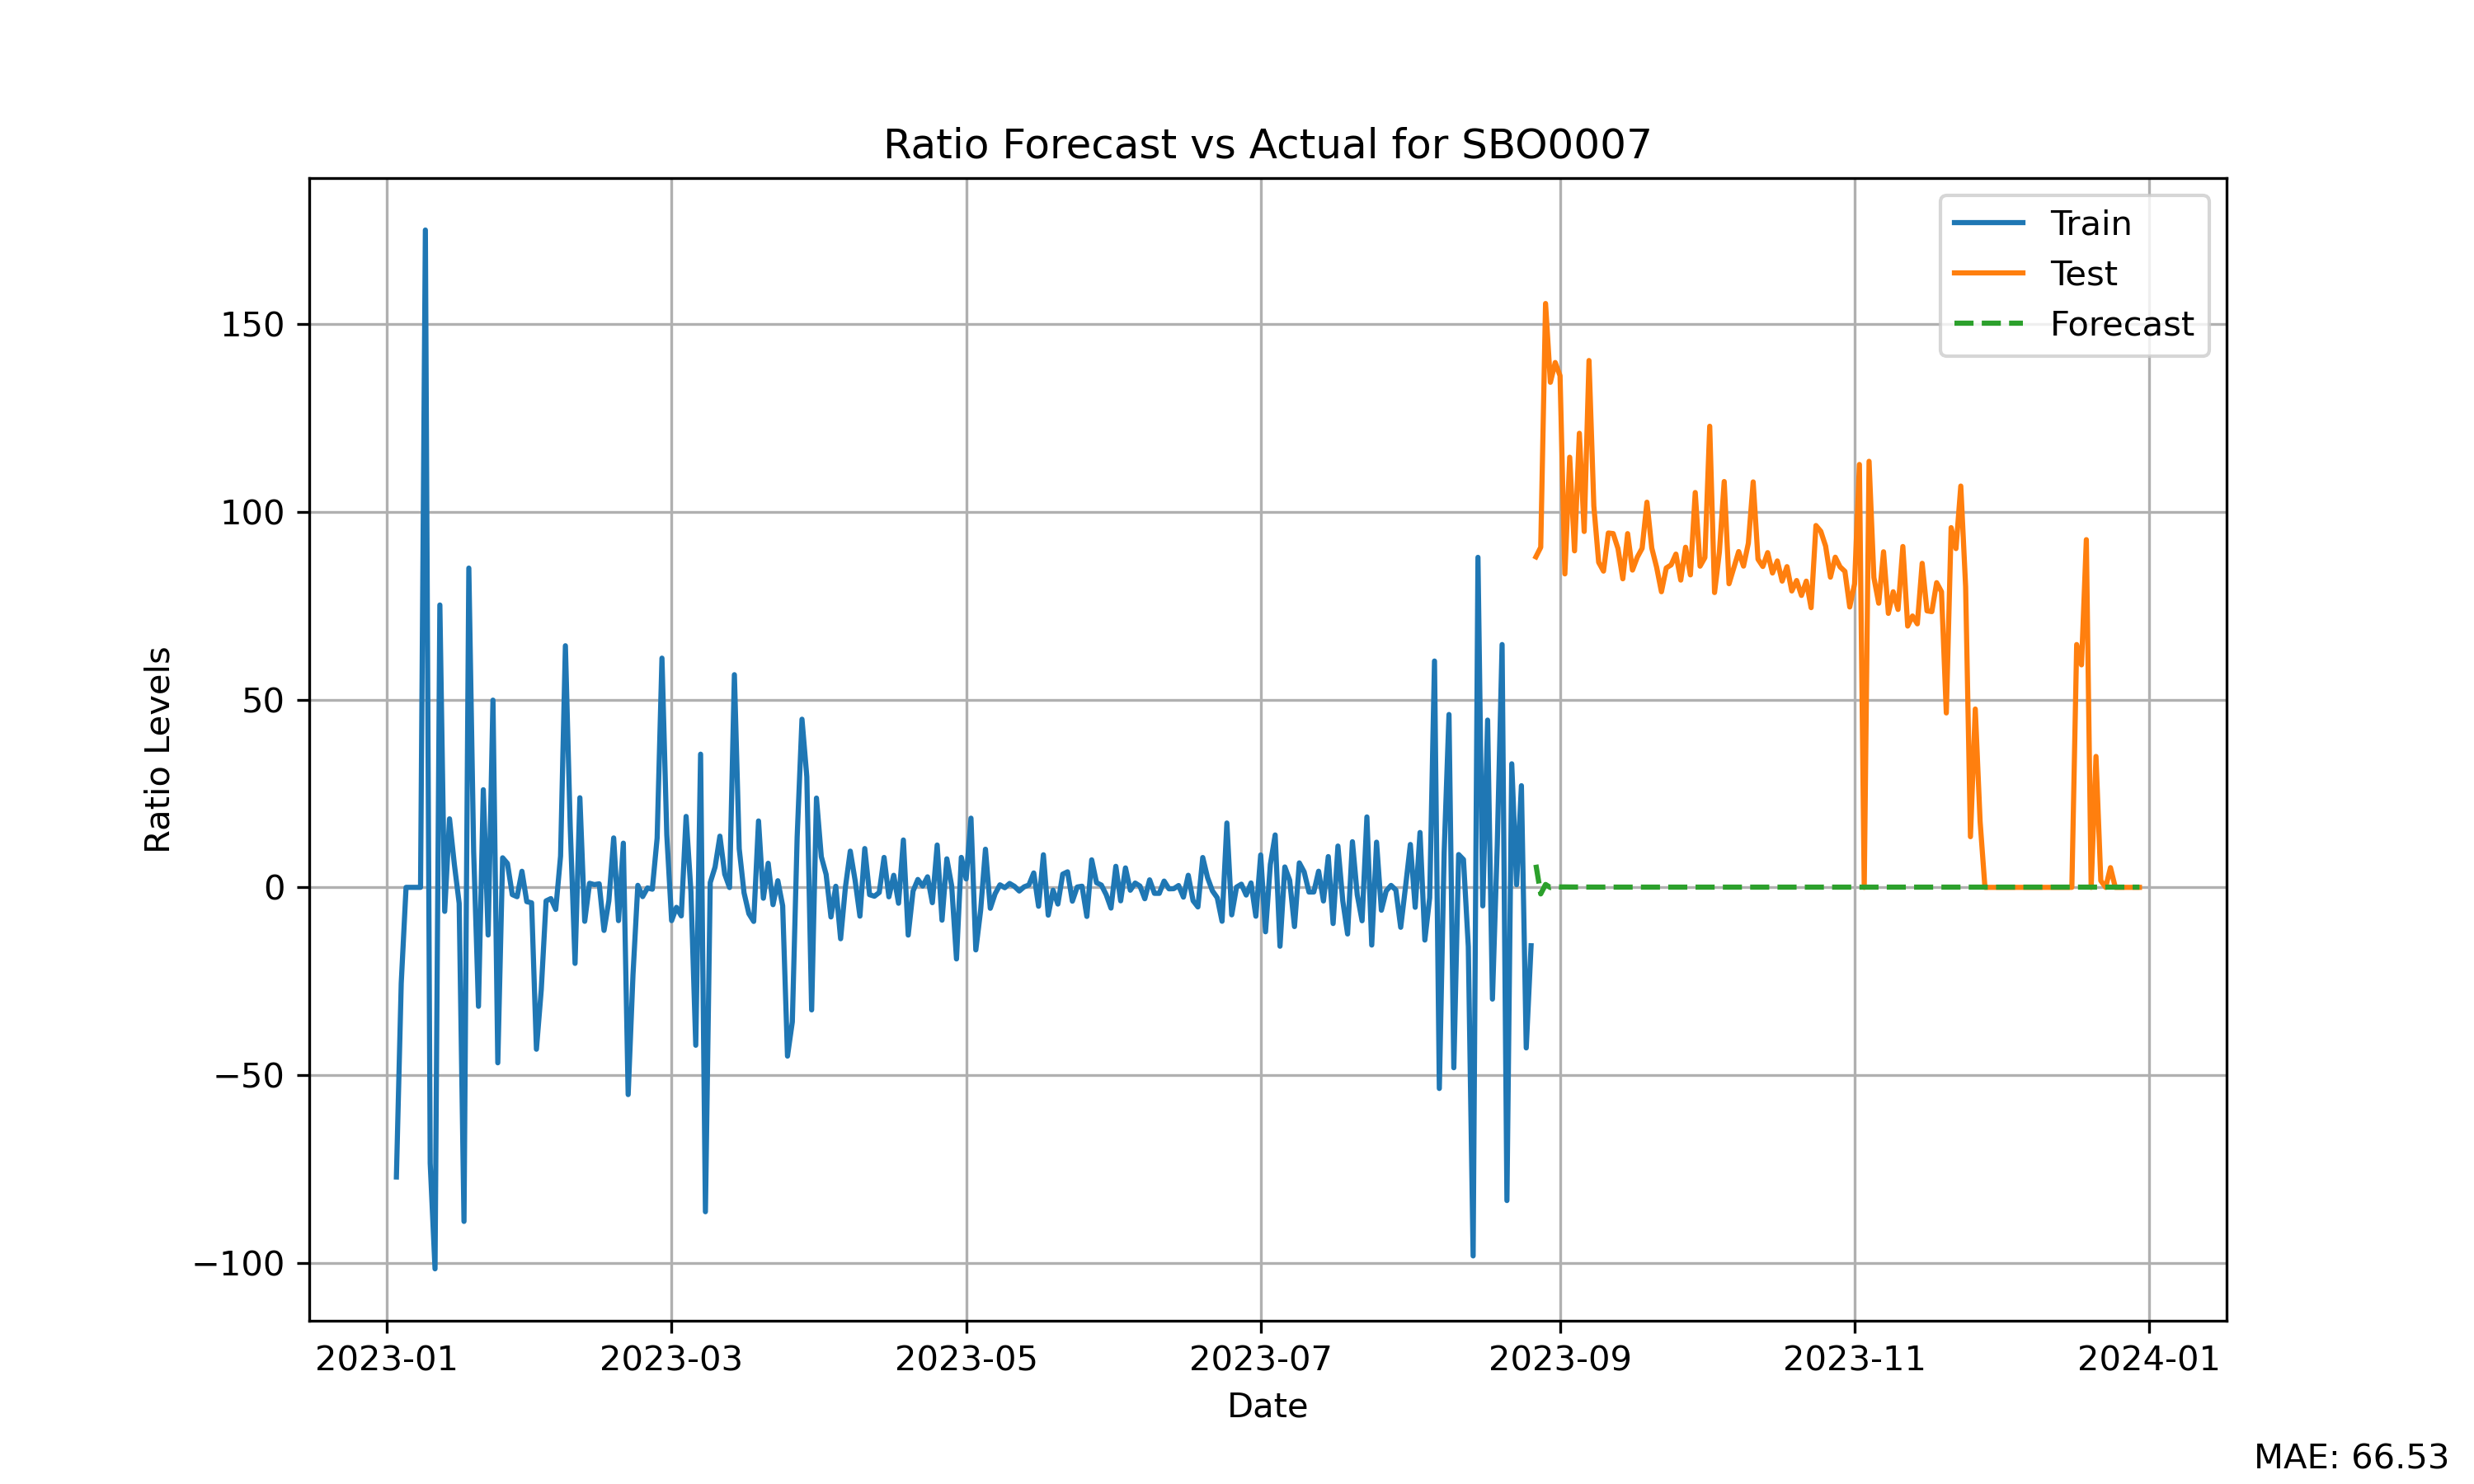 Ratio Forecast vs Actual for SBO0007
Train
Test
Forecast
150
100
50
0
−50
−100
Ratio Levels
2023-01
2023-03
2023-05
2023-07
2023-09
2023-11
2024-01
Date
MAE: 66.53